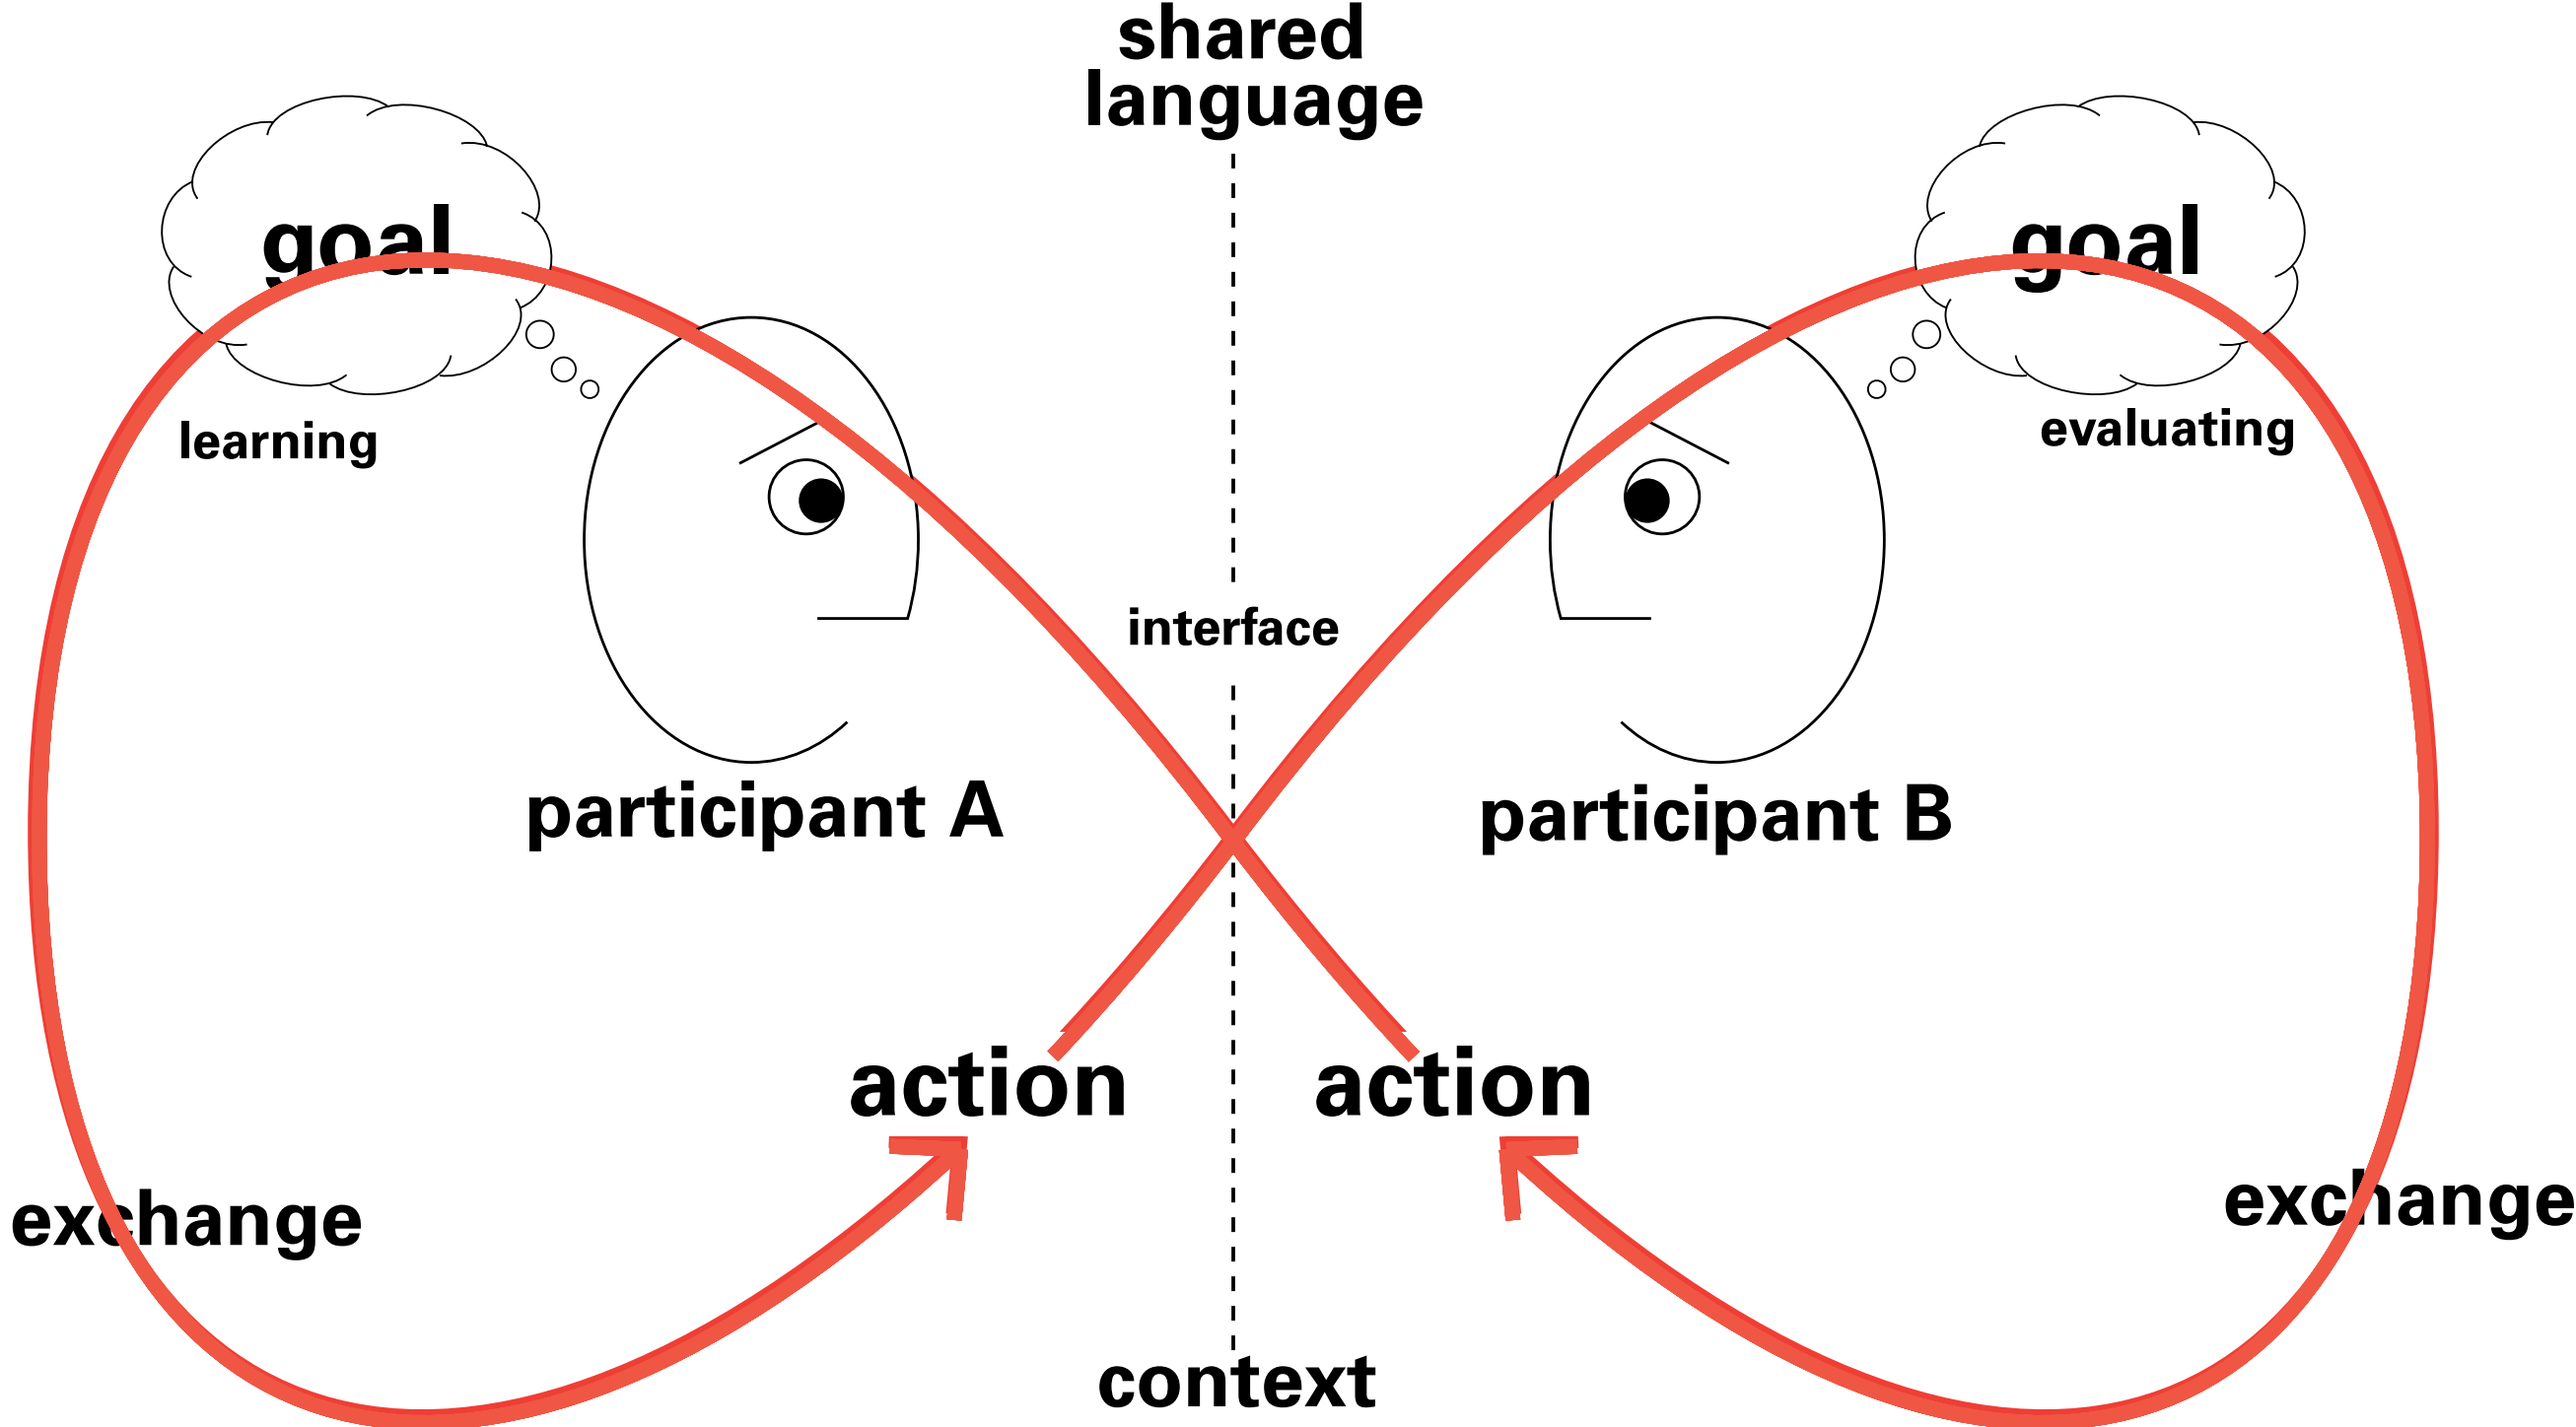 shared
language
goal
goal
learning
evaluating
interface
participant A
participant B
action
action
exchange
exchange
context